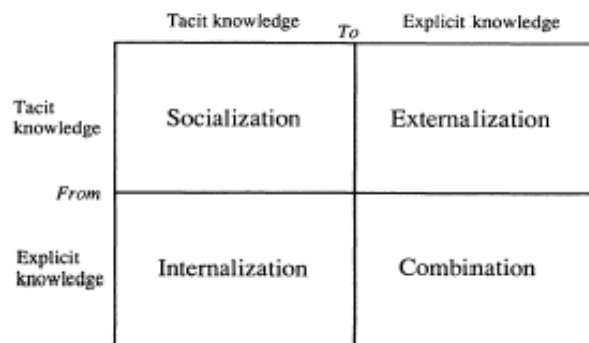 Tacit knowledge To Explicit knowledge
Tacit
knowledge
Socialization Externalization
From
Explicit
knowledge
Internalization Combination